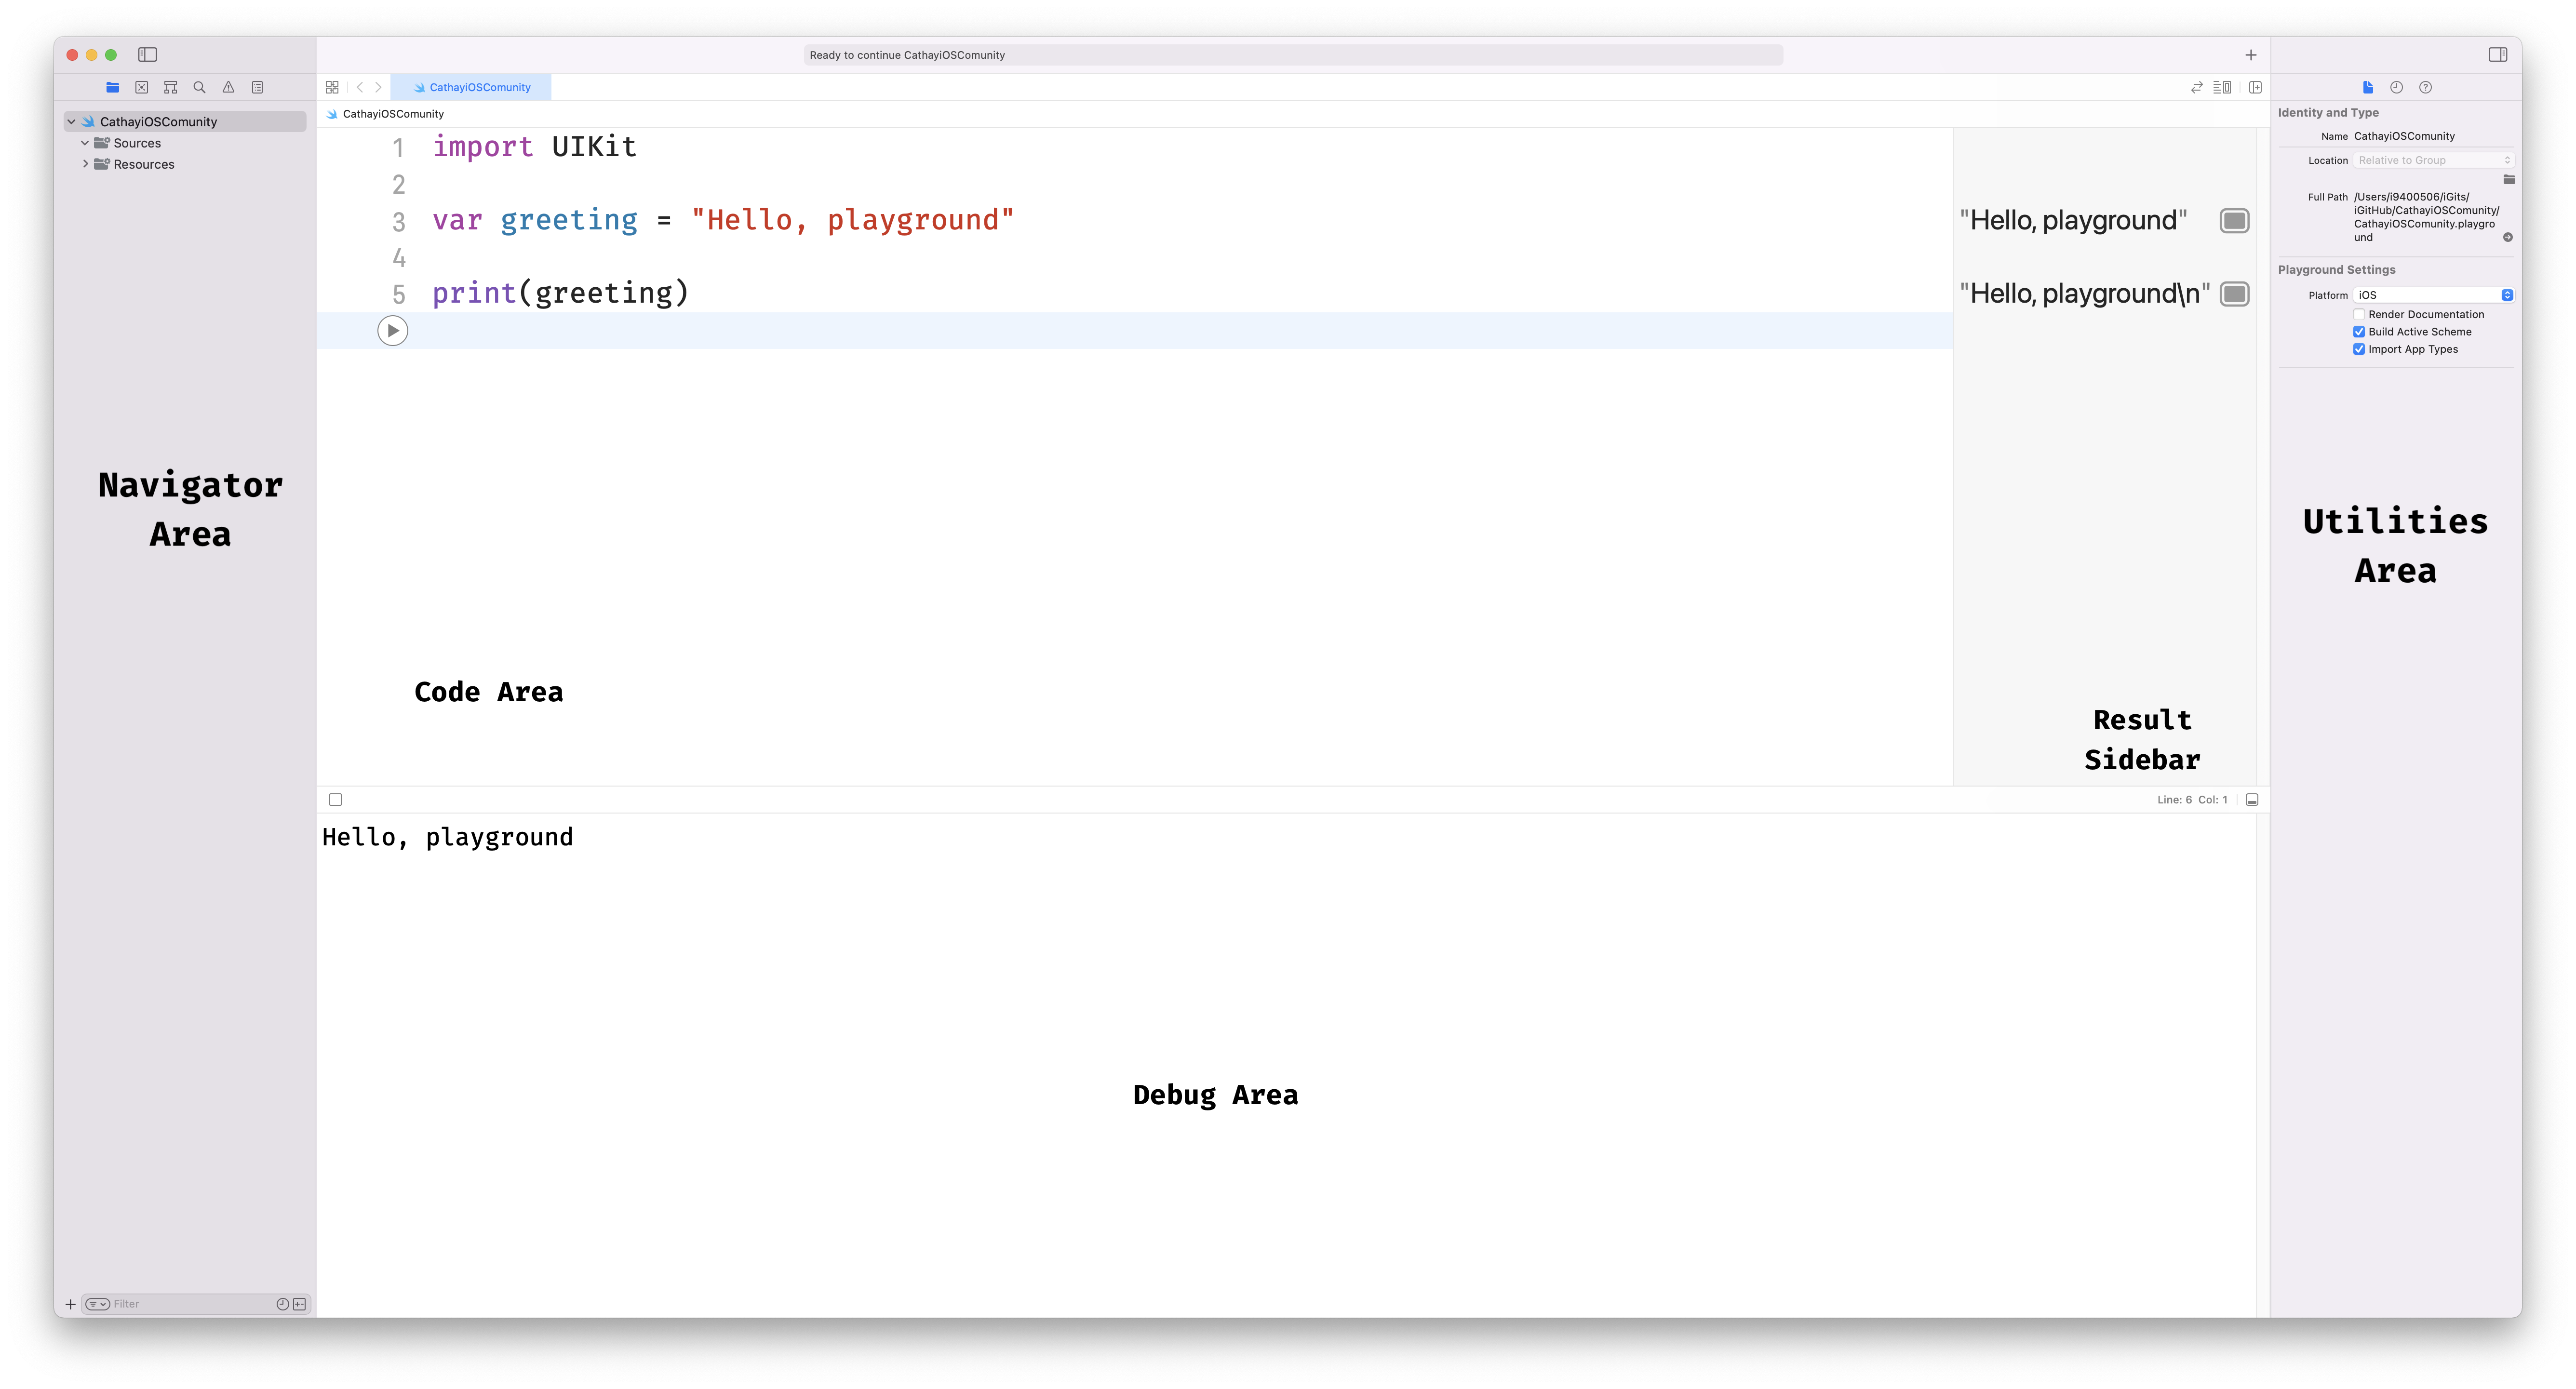 Ready to continue CathayiOSComunity
CathayiOSComunity
CathayiOSComunity
Sources
Resources
Navigator
Area
Filter
CathayiOSComunity
1 import UIKit
2
3 var greeting = "Hello, playground"
4
5 print(greeting)
Code Area
"Hello, playground"
"Hello, playground\n"
Result
Sidebar
Line: 6 Col: 1
Hello, playground
Debug Area
Identity and Type
Name CathayiOSComunity
Location Relative to Group
Full Path /Users/i9400506/iGits/
iGitHub/CathayiOSComunity/
CathayiOSComunity.playgro
und
Playground Settings
Platform iOS
Render Documentation
Build Active Scheme
Import App Types
Utilities
Area